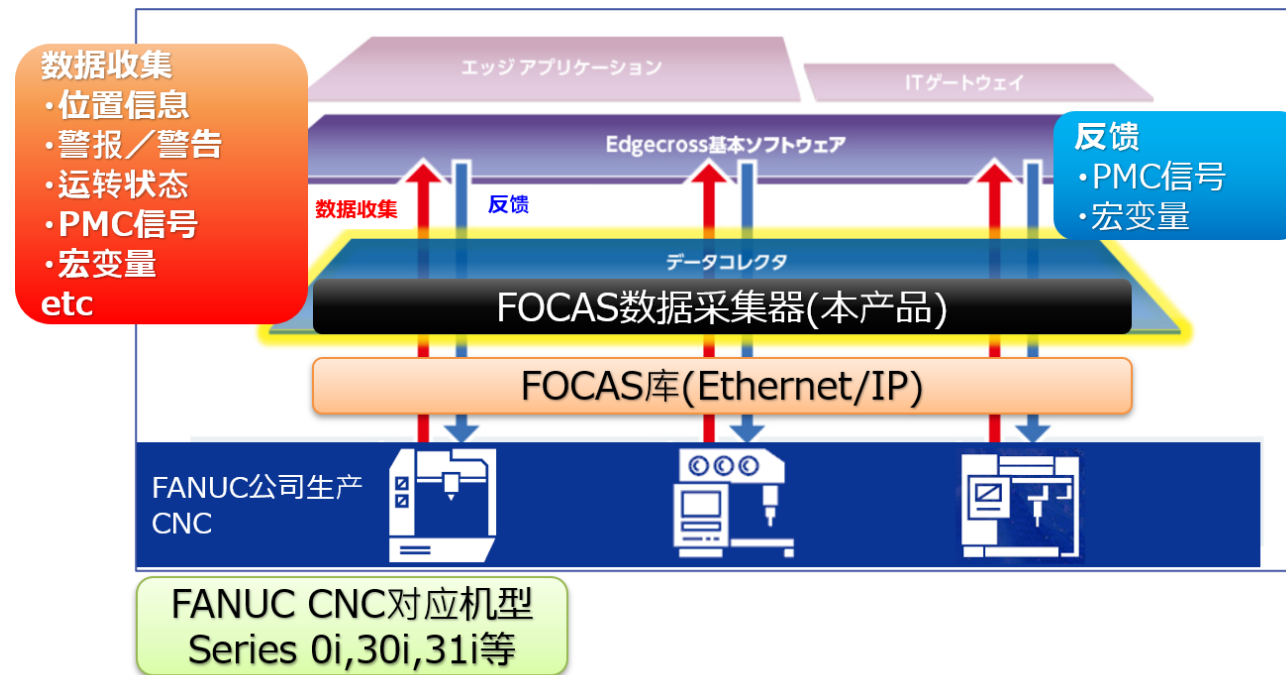 数据收集
・位置信息
・警报／警告
・运转状态
・PMC信号
・宏变量
etc
エッジ アプリケーション
ITゲートウェイ
Edgecross基本ソフトウェア
反馈
・PMC信号
・宏变量
数据收集
反馈
データコレクタ
FOCAS数据采集器(本产品)
FOCAS库(Ethernet/IP)
FANUC公司生产
CNC
FANUC CNC对应机型
Series 0i,30i,31i等